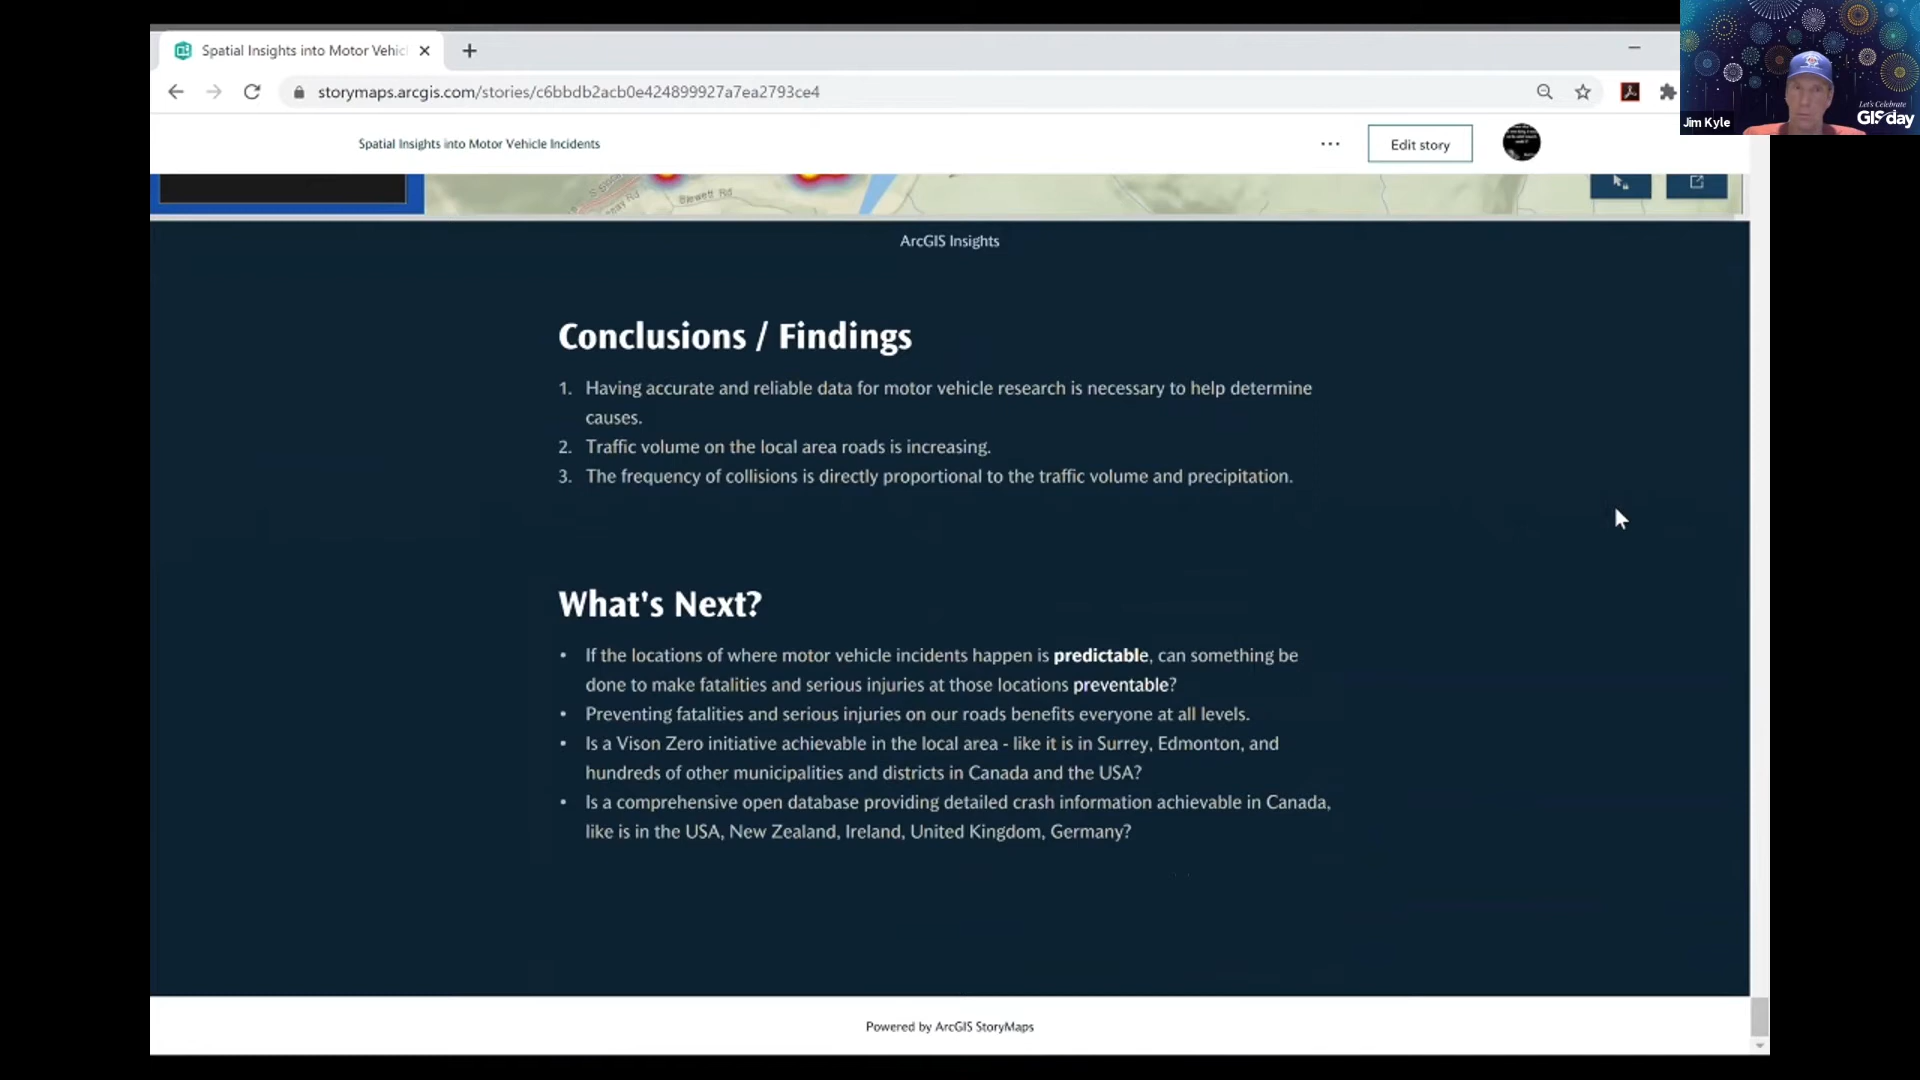 Spatial Insights into Motor Vehic
storymaps.arcgis.com/stories/c6bbdb2acb0e424899927a7ea2793ce4
Jim Kyle
Let's Celebrate
GISday
Spatial Insights into Motor Vehicle Incidents
Edit story
Blewett Rd
ArcGIS Insights
Conclusions / Findings
1. Having accurate and reliable data for motor vehicle research is necessary to help determine
causes.
2. Traffic volume on the local area roads is increasing.
3. The frequency of collisions is directly proportional to the traffic volume and precipitation.
What's Next?
• If the locations of where motor vehicle incidents happen is predictable, can something be
done to make fatalities and serious injuries at those locations preventable?
• Preventing fatalities and serious injuries on our roads benefits everyone at all levels.
• Is a Vison Zero initiative achievable in the local area - like it is in Surrey, Edmonton, and
hundreds of other municipalities and districts in Canada and the USA?
• Is a comprehensive open database providing detailed crash information achievable in Canada,
like is in the USA, New Zealand, Ireland, United Kingdom, Germany?
Powered by ArcGIS StoryMaps